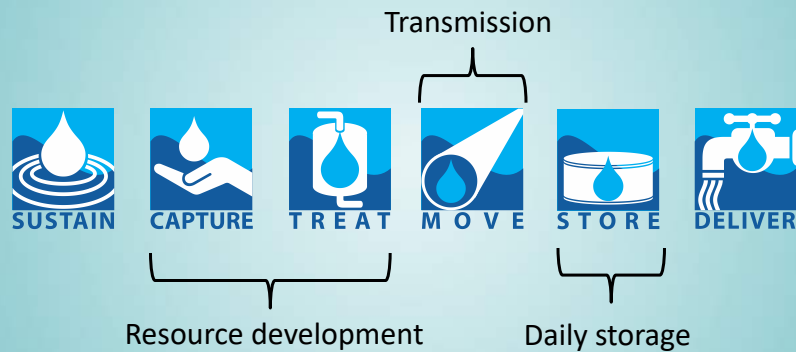 Transmission
SUSTAIN CAPTURE TREAT MOVE STORE DELIVER
Resource development Daily storage